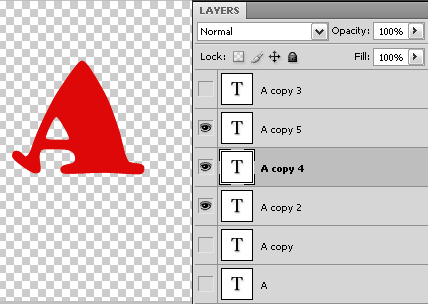 A
LAYERS
Normal Opacity: 100%
Lock: Fill: 100%
T A copy 3
T A copy 5
T A copy 4
T A copy 2
T A copy
T A